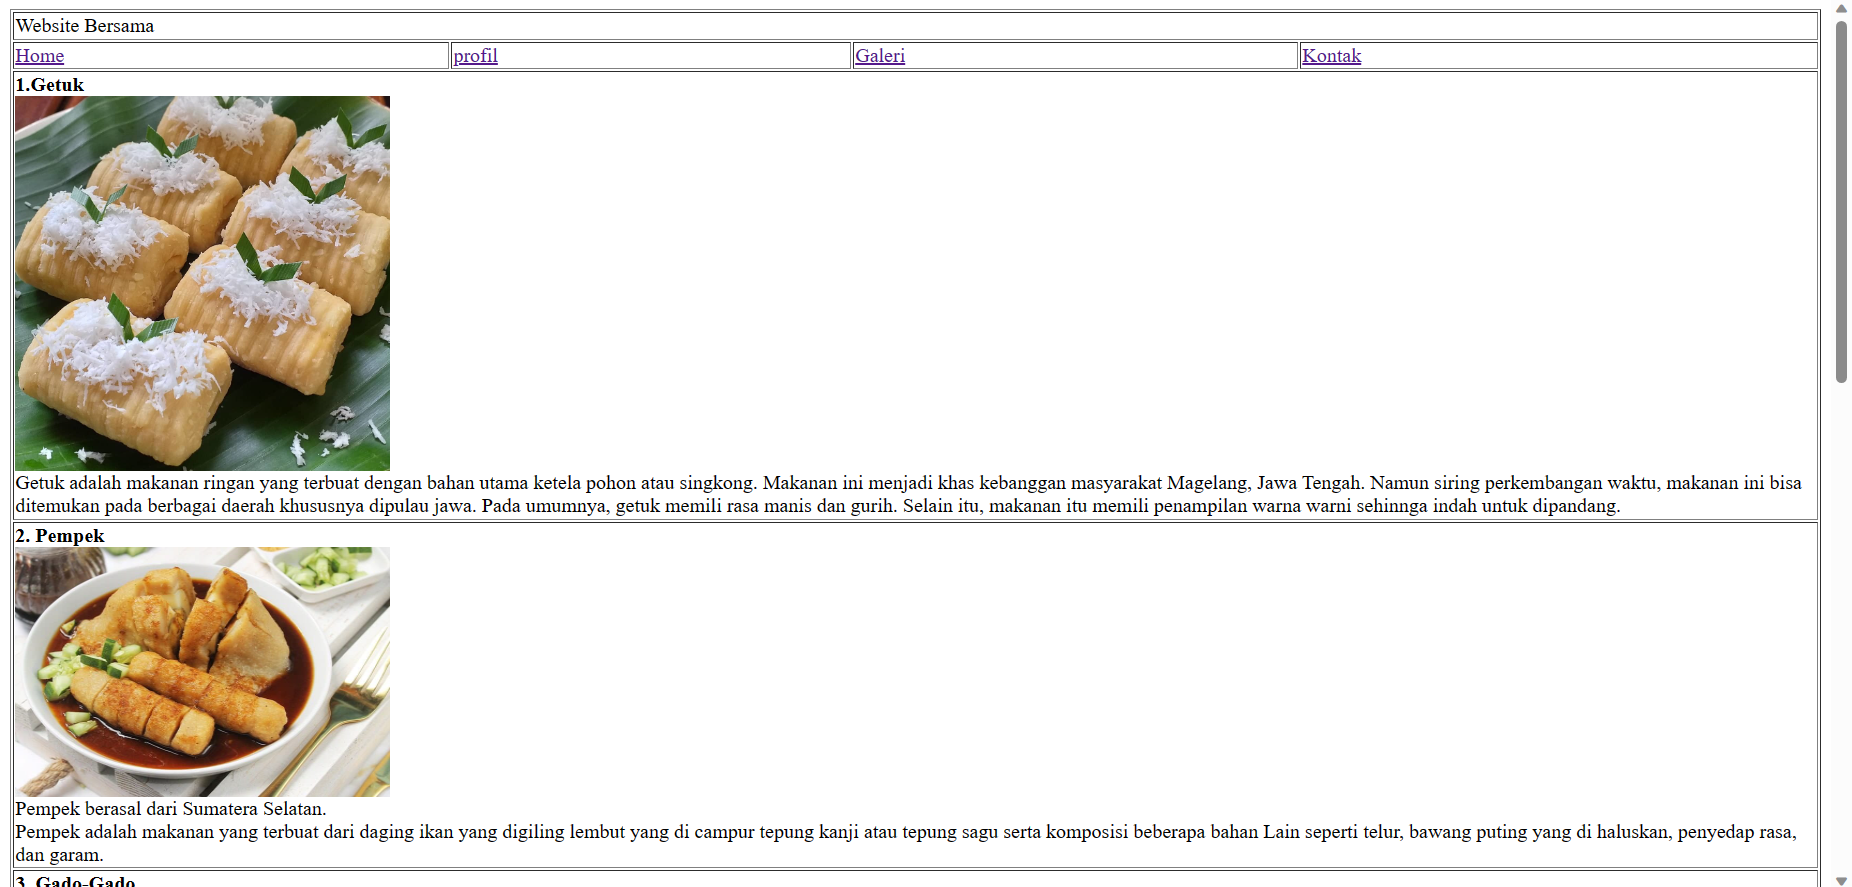 Website Bersama
Home profil Galeri Kontak
1.Getuk
Getuk adalah makanan ringan yang terbuat dengan bahan utama ketela pohon atau singkong. Makanan ini menjadi khas kebanggan masyarakat Magelang, Jawa Tengah. Namun siring perkembangan waktu, makanan ini bisa
ditemukan pada berbagai daerah khususnya dipulau jawa. Pada umumnya, getuk memili rasa manis dan gurih. Selain itu, makanan itu memili penampilan warna warni sehinnga indah untuk dipandang.
2. Pempek
Pempek berasal dari Sumatera Selatan.
Pempek adalah makanan yang terbuat dari daging ikan yang digiling lembut yang di campur tepung kanji atau tepung sagu serta komposisi beberapa bahan Lain seperti telur, bawang puting yang di haluskan, penyedap rasa,
dan garam.
3. Gado-Gado